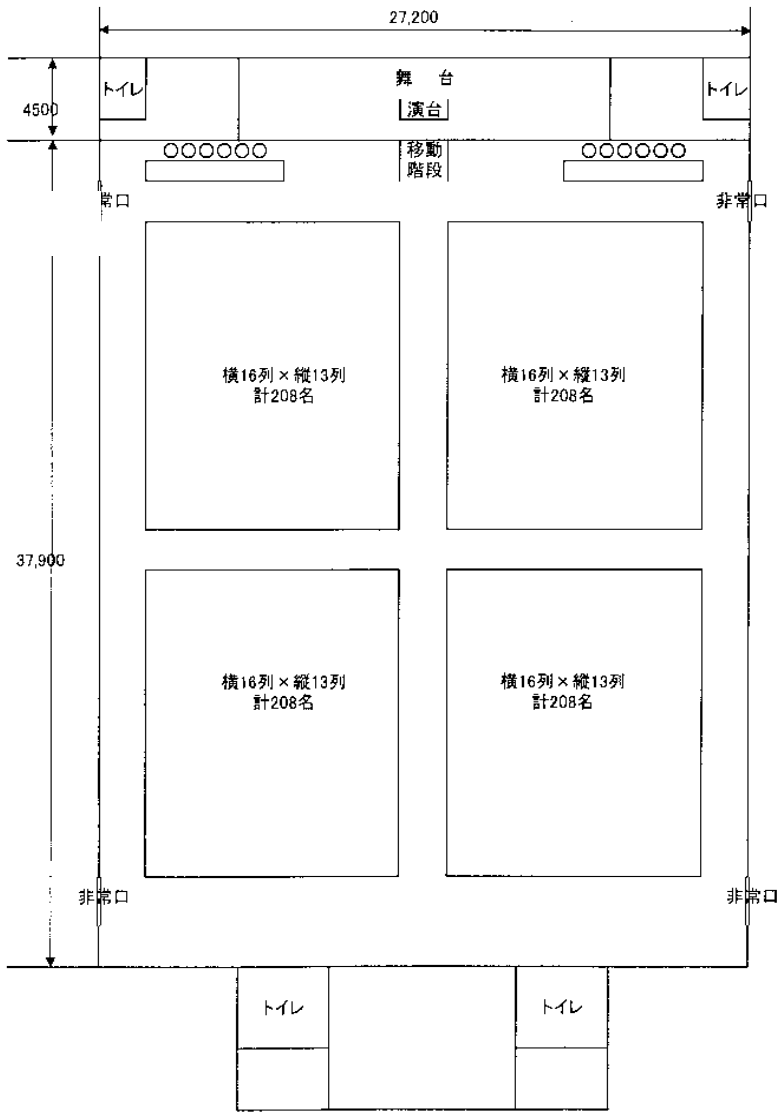 27,200
舞 台
トイレ
トイレ
4500
演台
○○○○○○
移動
階段
○○○○○○
常口
非常口
横16列×縦13列
計208名
横16列×縦13列
計208名
37,900
横16列×縦13列
計208名
横16列×縦13列
計208名
非常口
非常口
トイレ
トイレ